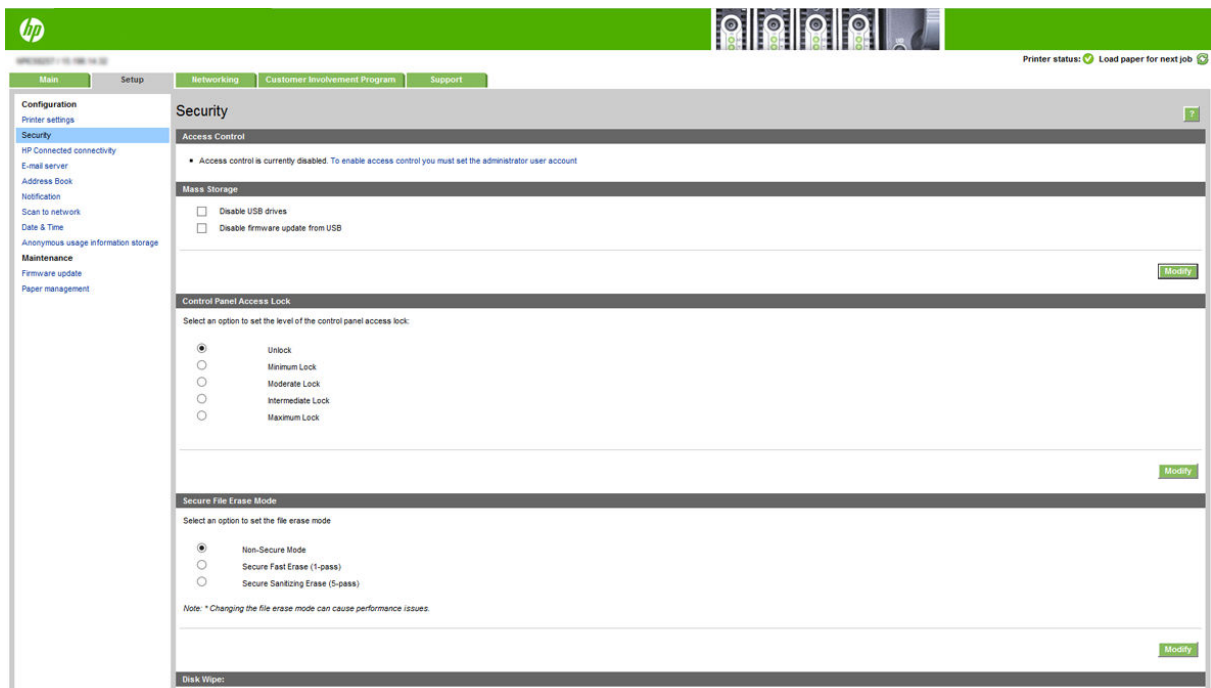 hp
Printer status: Load paper for next job
Main Setup Networking Customer Involvement Program Support
Configuration
Printer settings
Security
HP Connected connectivity
E-mail server
Address Book
Notification
Scan to network
Date & Time
Anonymous usage information storage
Maintenance
Firmware update
Paper management
Security
?
Access Control
Access control is currently disabled. To enable access control you must set the administrator user account
Mass Storage
Disable USB drives
Disable firmware update from USB
Modify
Control Panel Access Lock
Select an option to set the level of the control panel access lock:
Unlock
Minimum Lock
Moderate Lock
Intermediate Lock
Maximum Lock
Modify
Secure File Erase Mode
Select an option to set the file erase mode
Non-Secure Mode
Secure Fast Erase (1-pass)
Secure Sanitizing Erase (5-pass)
Note: * Changing the file erase mode can cause performance issues.
Modify
Disk Wipe: